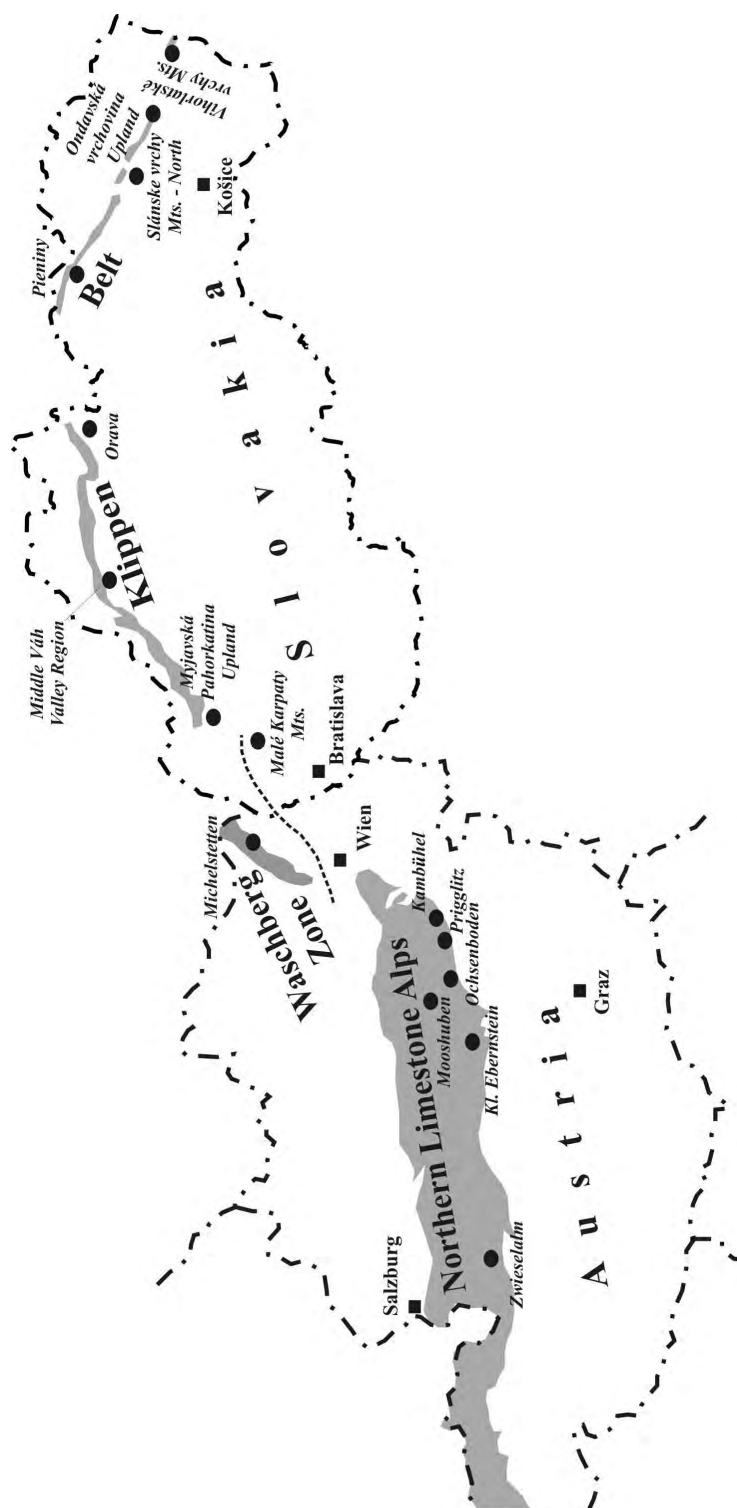 Pieniny
Ondavská
vrchovina
Upland
Vihorlatské
vrchy Mts.
Belt
Slánske vrchy
Mts. - North
Košice
Orava
Middle Váh
Valley Region
Klippen
Slovakia
Myjavská
Pahorkatina
Upland
Malé Karpaty
Mts.
Bratislava
Michelstetten
Waschberg
Zone
Wien
Northern Limestone Alps
Kambühel
Prigglitz
Ochsenboden
Mooshuben
Kl. Ebernstein
Graz
Salzburg
Zwieselalm
Austria